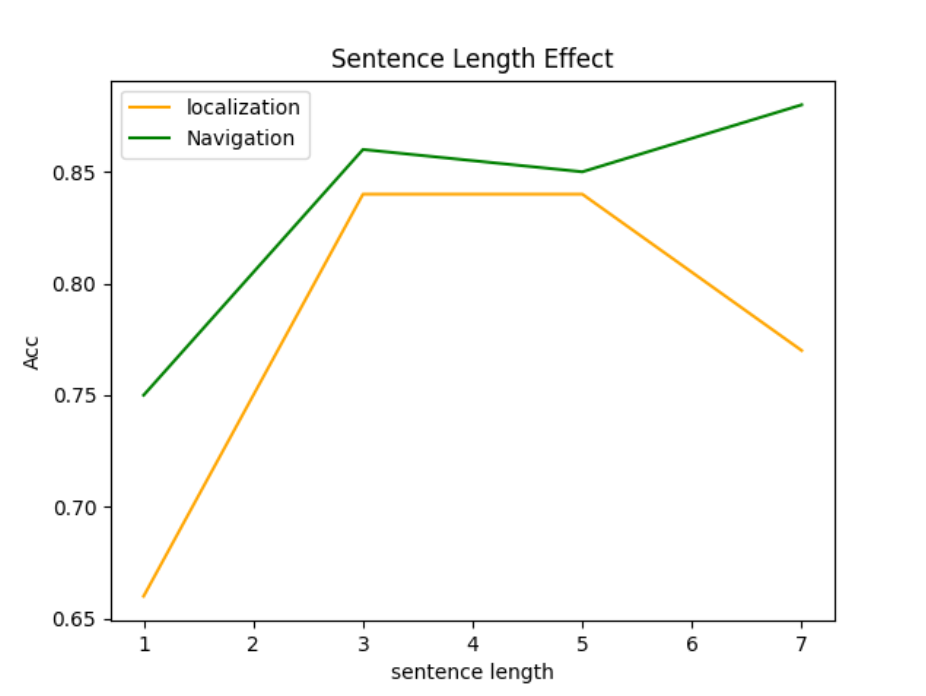 Sentence Length Effect
localization
Navigation
Acc
0.85
0.80
0.75
0.70
0.65
1 2 3 4 5 6 7
sentence length